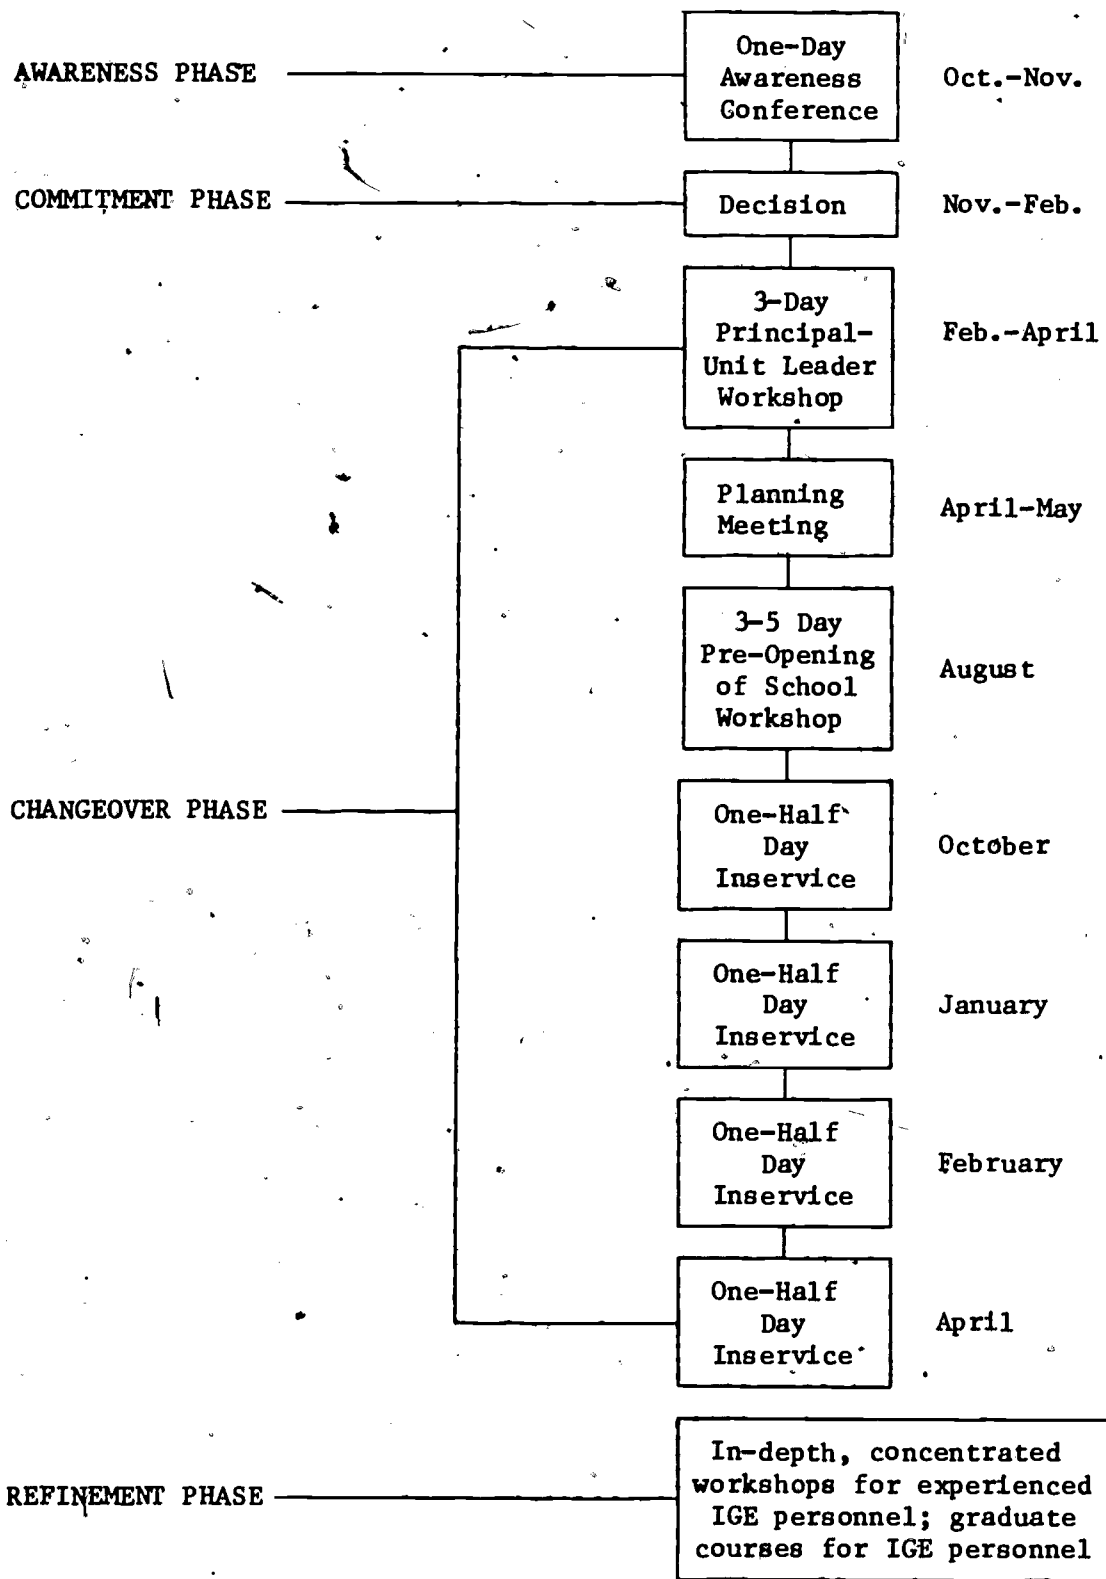 AWARENESS PHASE
One-Day
Awareness
Conference
Oct.-Nov.
COMMITMENT PHASE
Decision
Nov.-Feb.
3-Day
Principal-
Unit Leader
Workshop
Feb.-April
Planning
Meeting
April-May
3-5 Day
Pre-Opening
of School
Workshop
August
CHANGEOVER PHASE
One-Half
Day
Inservice
October
One-Half
Day
Inservice
January
One-Half
Day
Inservice
February
One-Half
Day
Inservice
April
REFINEMENT PHASE
In-depth, concentrated
workshops for experienced
IGE personnel; graduate
courses for IGE personnel